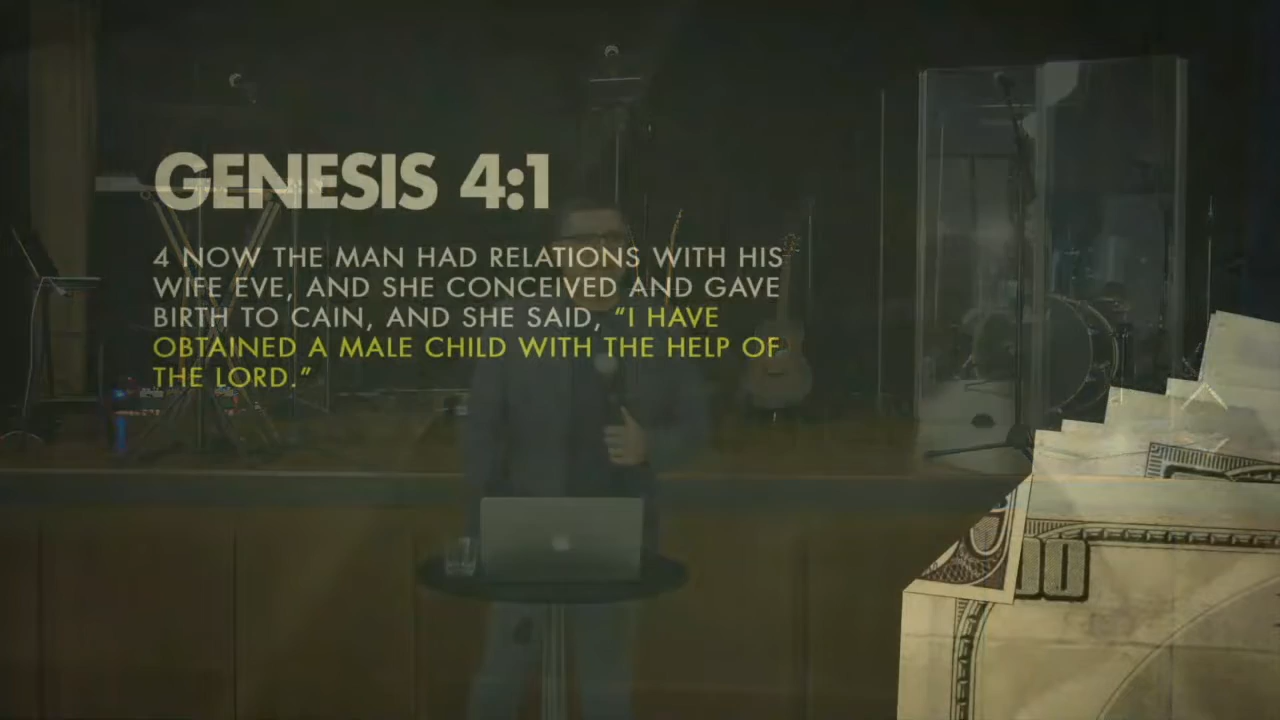 GENESIS 4:1
4 NOW THE MAN HAD RELATIONS WITH HIS
WIFE EVE, AND SHE CONCEIVED AND GAVE
BIRTH TO CAIN, AND SHE SAID, “I HAVE
OBTAINED A MALE CHILD WITH THE HELP OF
THE LORD.”
00